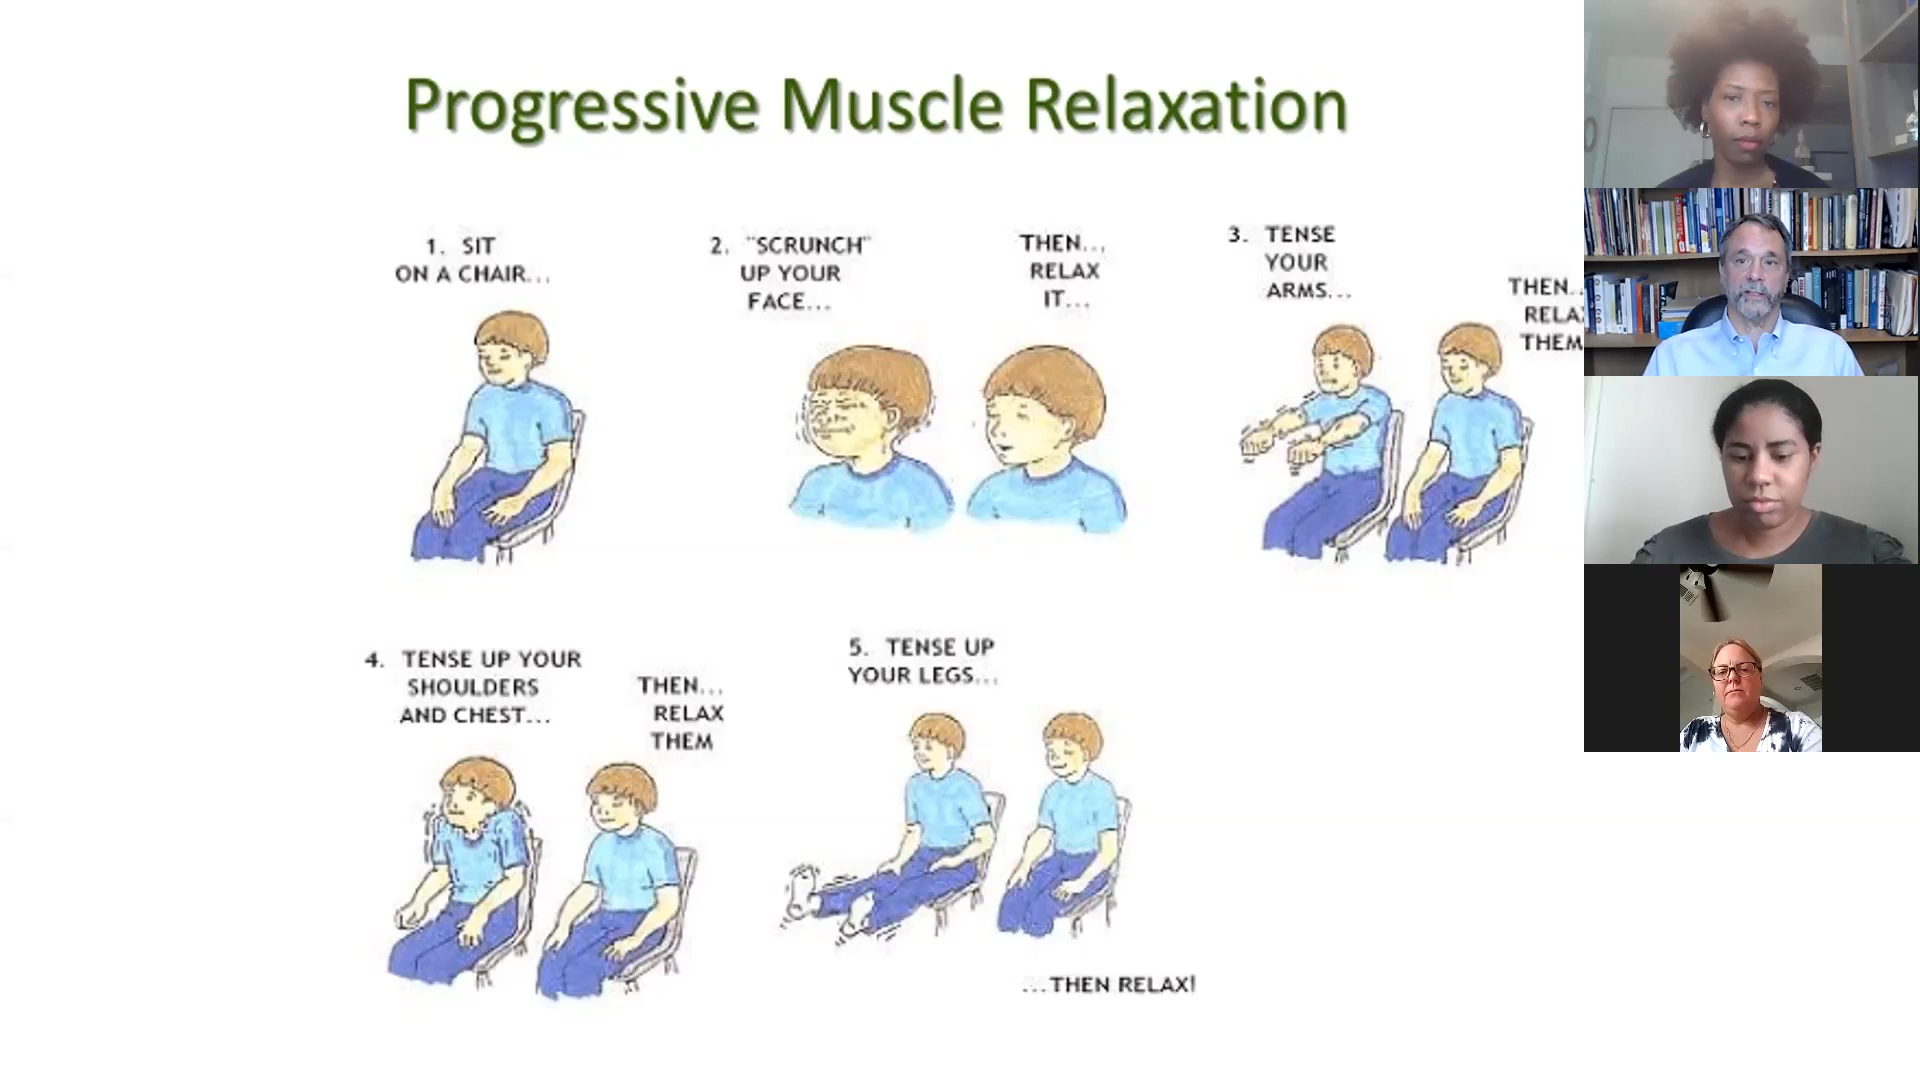 Progressive Muscle Relaxation
1. SIT
ON A CHAIR...
2. "SCRUNCH"
UP YOUR
FACE...
THEN...
RELAX
IT...
3. TENSE
YOUR
ARMS...
THEN..
RELA
THEM
4. TENSE UP YOUR
SHOULDERS
AND CHEST...
THEN...
RELAX
THEM
5. TENSE UP
YOUR LEGS...
...THEN RELAX!